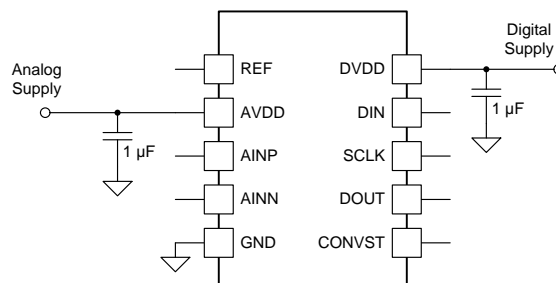 Digital
Supply
Analog
Supply
REF
DVDD
AVDD
DIN
1 µF
1 µF
AINP
SCLK
AINN
DOUT
GND
CONVST